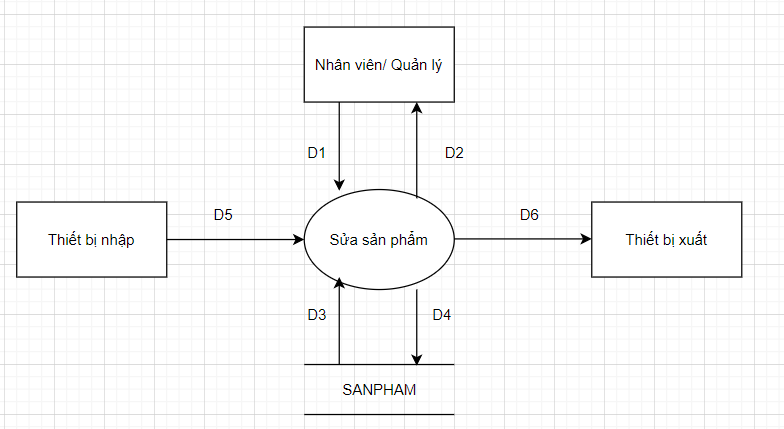 Nhân viên/ Quản lý
D1
D2
D5
D6
Thiết bị nhập
Sửa sản phẩm
Thiết bị xuất
D3
D4
SANPHAM